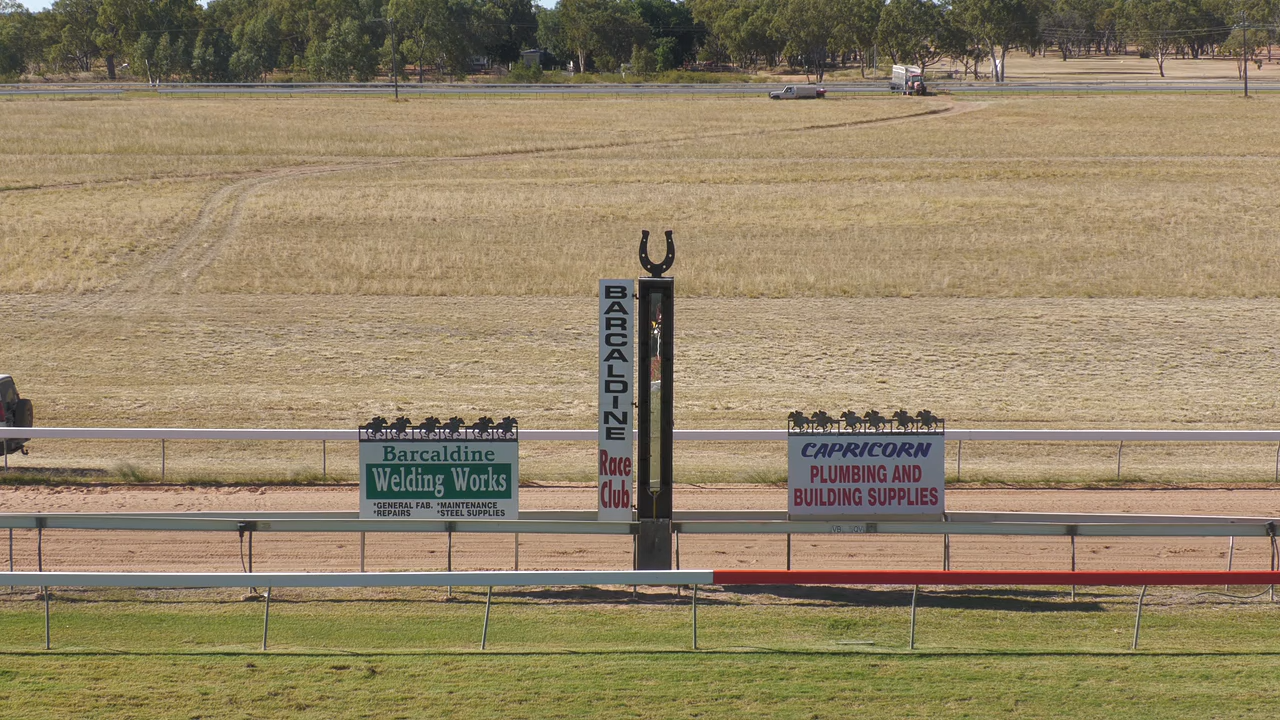 BARCALDINE
Race
Club
Barcaldine
Welding Works
*GENERAL FAB. *MAINTENANCE
*REPAIRS *STEEL SUPPLIES
CAPRICORN
PLUMBING AND
BUILDING SUPPLIES